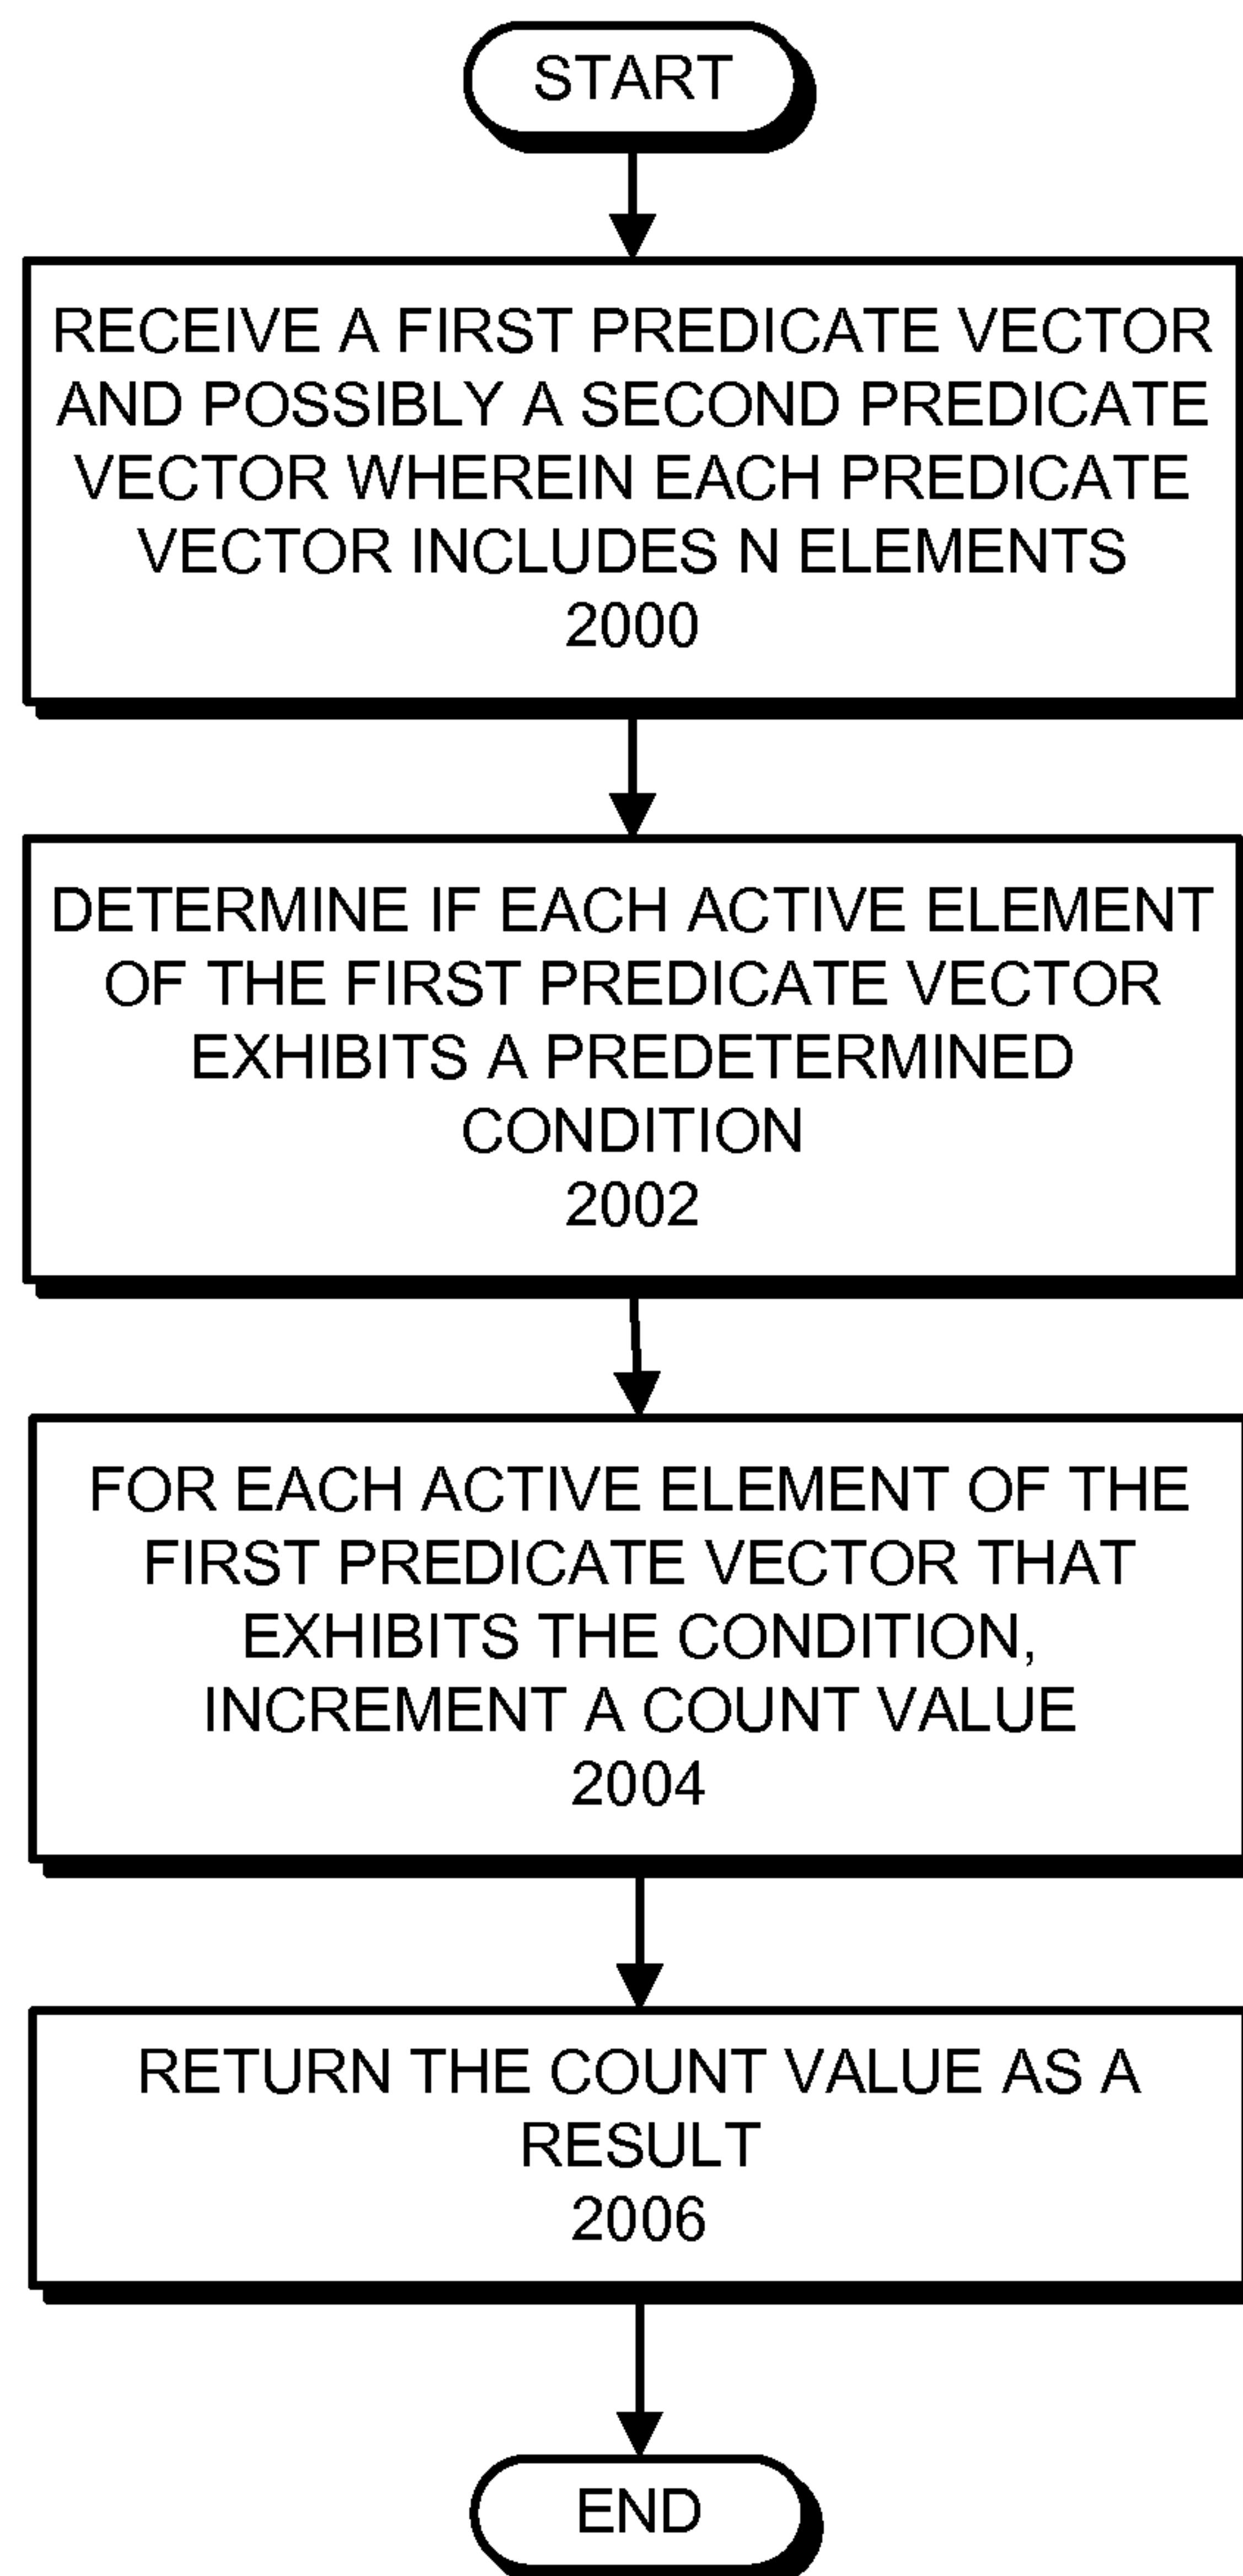 START
RECEIVE A FIRST PREDICATE VECTOR
AND POSSIBLY A SECOND PREDICATE
VECTOR WHEREIN EACH PREDICATE
VECTOR INCLUDES N ELEMENTS
2000
DETERMINE IF EACH ACTIVE ELEMENT
OF THE FIRST PREDICATE VECTOR
EXHIBITS A PREDETERMINED
CONDITION
2002
FOR EACH ACTIVE ELEMENT OF THE
FIRST PREDICATE VECTOR THAT
EXHIBITS THE CONDITION,
INCREMENT A COUNT VALUE
2004
RETURN THE COUNT VALUE AS A
RESULT
2006
END